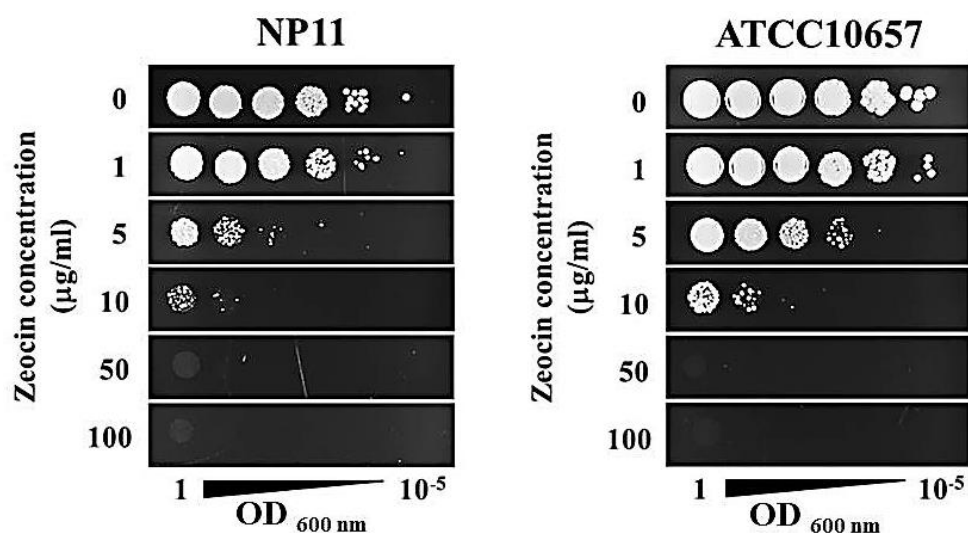 NP11
Zeocin concentration
(µg/ml)
0
1
5
10
50
100
1
10⁻⁵
OD 600 nm
ATCC10657
Zeocin concentration
(µg/ml)
0
1
5
10
50
100
1
10⁻⁵
OD 600 nm